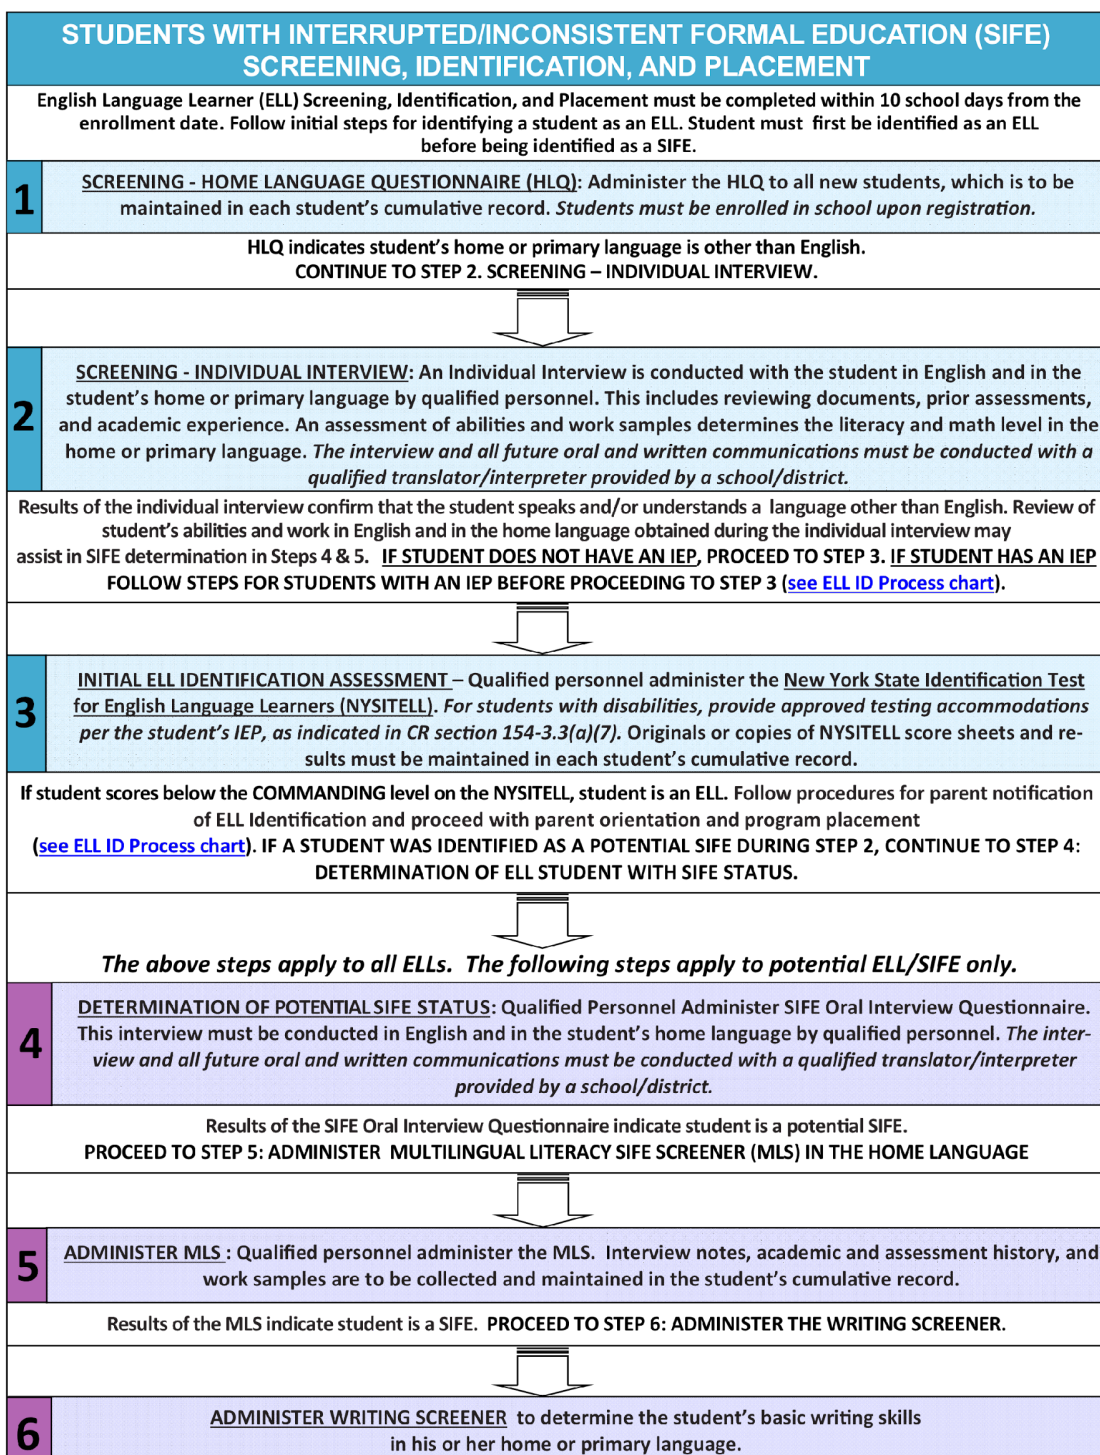 STUDENTS WITH INTERRUPTED/INCONSISTENT FORMAL EDUCATION (SIFE)
SCREENING, IDENTIFICATION, AND PLACEMENT
English Language Learner (ELL) Screening, Identification, and Placement must be completed within 10 school days from the
enrollment date. Follow initial steps for identifying a student as an ELL. Student must first be identified as an ELL
before being identified as a SIFE.
1
SCREENING - HOME LANGUAGE QUESTIONNAIRE (HLQ): Administer the HLQ to all new students, which is to be
maintained in each student's cumulative record. Students must be enrolled in school upon registration.
HLQ indicates student's home or primary language is other than English.
CONTINUE TO STEP 2. SCREENING – INDIVIDUAL INTERVIEW.
2
SCREENING - INDIVIDUAL INTERVIEW: An Individual Interview is conducted with the student in English and in the
student's home or primary language by qualified personnel. This includes reviewing documents, prior assessments,
and academic experience. An assessment of abilities and work samples determines the literacy and math level in the
home or primary language. The interview and all future oral and written communications must be conducted with a
qualified translator/interpreter provided by a school/district.
Results of the individual interview confirm that the student speaks and/or understands a language other than English. Review of
student's abilities and work in English and in the home language obtained during the individual interview may
assist in SIFE determination in Steps 4 & 5. IF STUDENT DOES NOT HAVE AN IEP, PROCEED TO STEP 3. IF STUDENT HAS AN IEP
FOLLOW STEPS FOR STUDENTS WITH AN IEP BEFORE PROCEEDING TO STEP 3 (see ELL ID Process chart).
3
INITIAL ELL IDENTIFICATION ASSESSMENT – Qualified personnel administer the New York State Identification Test
for English Language Learners (NYSITELL). For students with disabilities, provide approved testing accommodations
per the student's IEP, as indicated in CR section 154-3.3(a)(7). Originals or copies of NYSITELL score sheets and re-
sults must be maintained in each student's cumulative record.
If student scores below the COMMANDING level on the NYSITELL, student is an ELL. Follow procedures for parent notification
of ELL Identification and proceed with parent orientation and program placement
(see ELL ID Process chart). IF A STUDENT WAS IDENTIFIED AS A POTENTIAL SIFE DURING STEP 2, CONTINUE TO STEP 4:
DETERMINATION OF ELL STUDENT WITH SIFE STATUS.
The above steps apply to all ELLs. The following steps apply to potential ELL/SIFE only.
4
DETERMINATION OF POTENTIAL SIFE STATUS: Qualified Personnel Administer SIFE Oral Interview Questionnaire.
This interview must be conducted in English and in the student's home language by qualified personnel. The inter-
view and all future oral and written communications must be conducted with a qualified translator/interpreter
provided by a school/district.
Results of the SIFE Oral Interview Questionnaire indicate student is a potential SIFE.
PROCEED TO STEP 5: ADMINISTER MULTILINGUAL LITERACY SIFE SCREENER (MLS) IN THE HOME LANGUAGE
5
ADMINISTER MLS : Qualified personnel administer the MLS. Interview notes, academic and assessment history, and
work samples are to be collected and maintained in the student's cumulative record.
Results of the MLS indicate student is a SIFE. PROCEED TO STEP 6: ADMINISTER THE WRITING SCREENER.
6
ADMINISTER WRITING SCREENER to determine the student's basic writing skills
in his or her home or primary language.